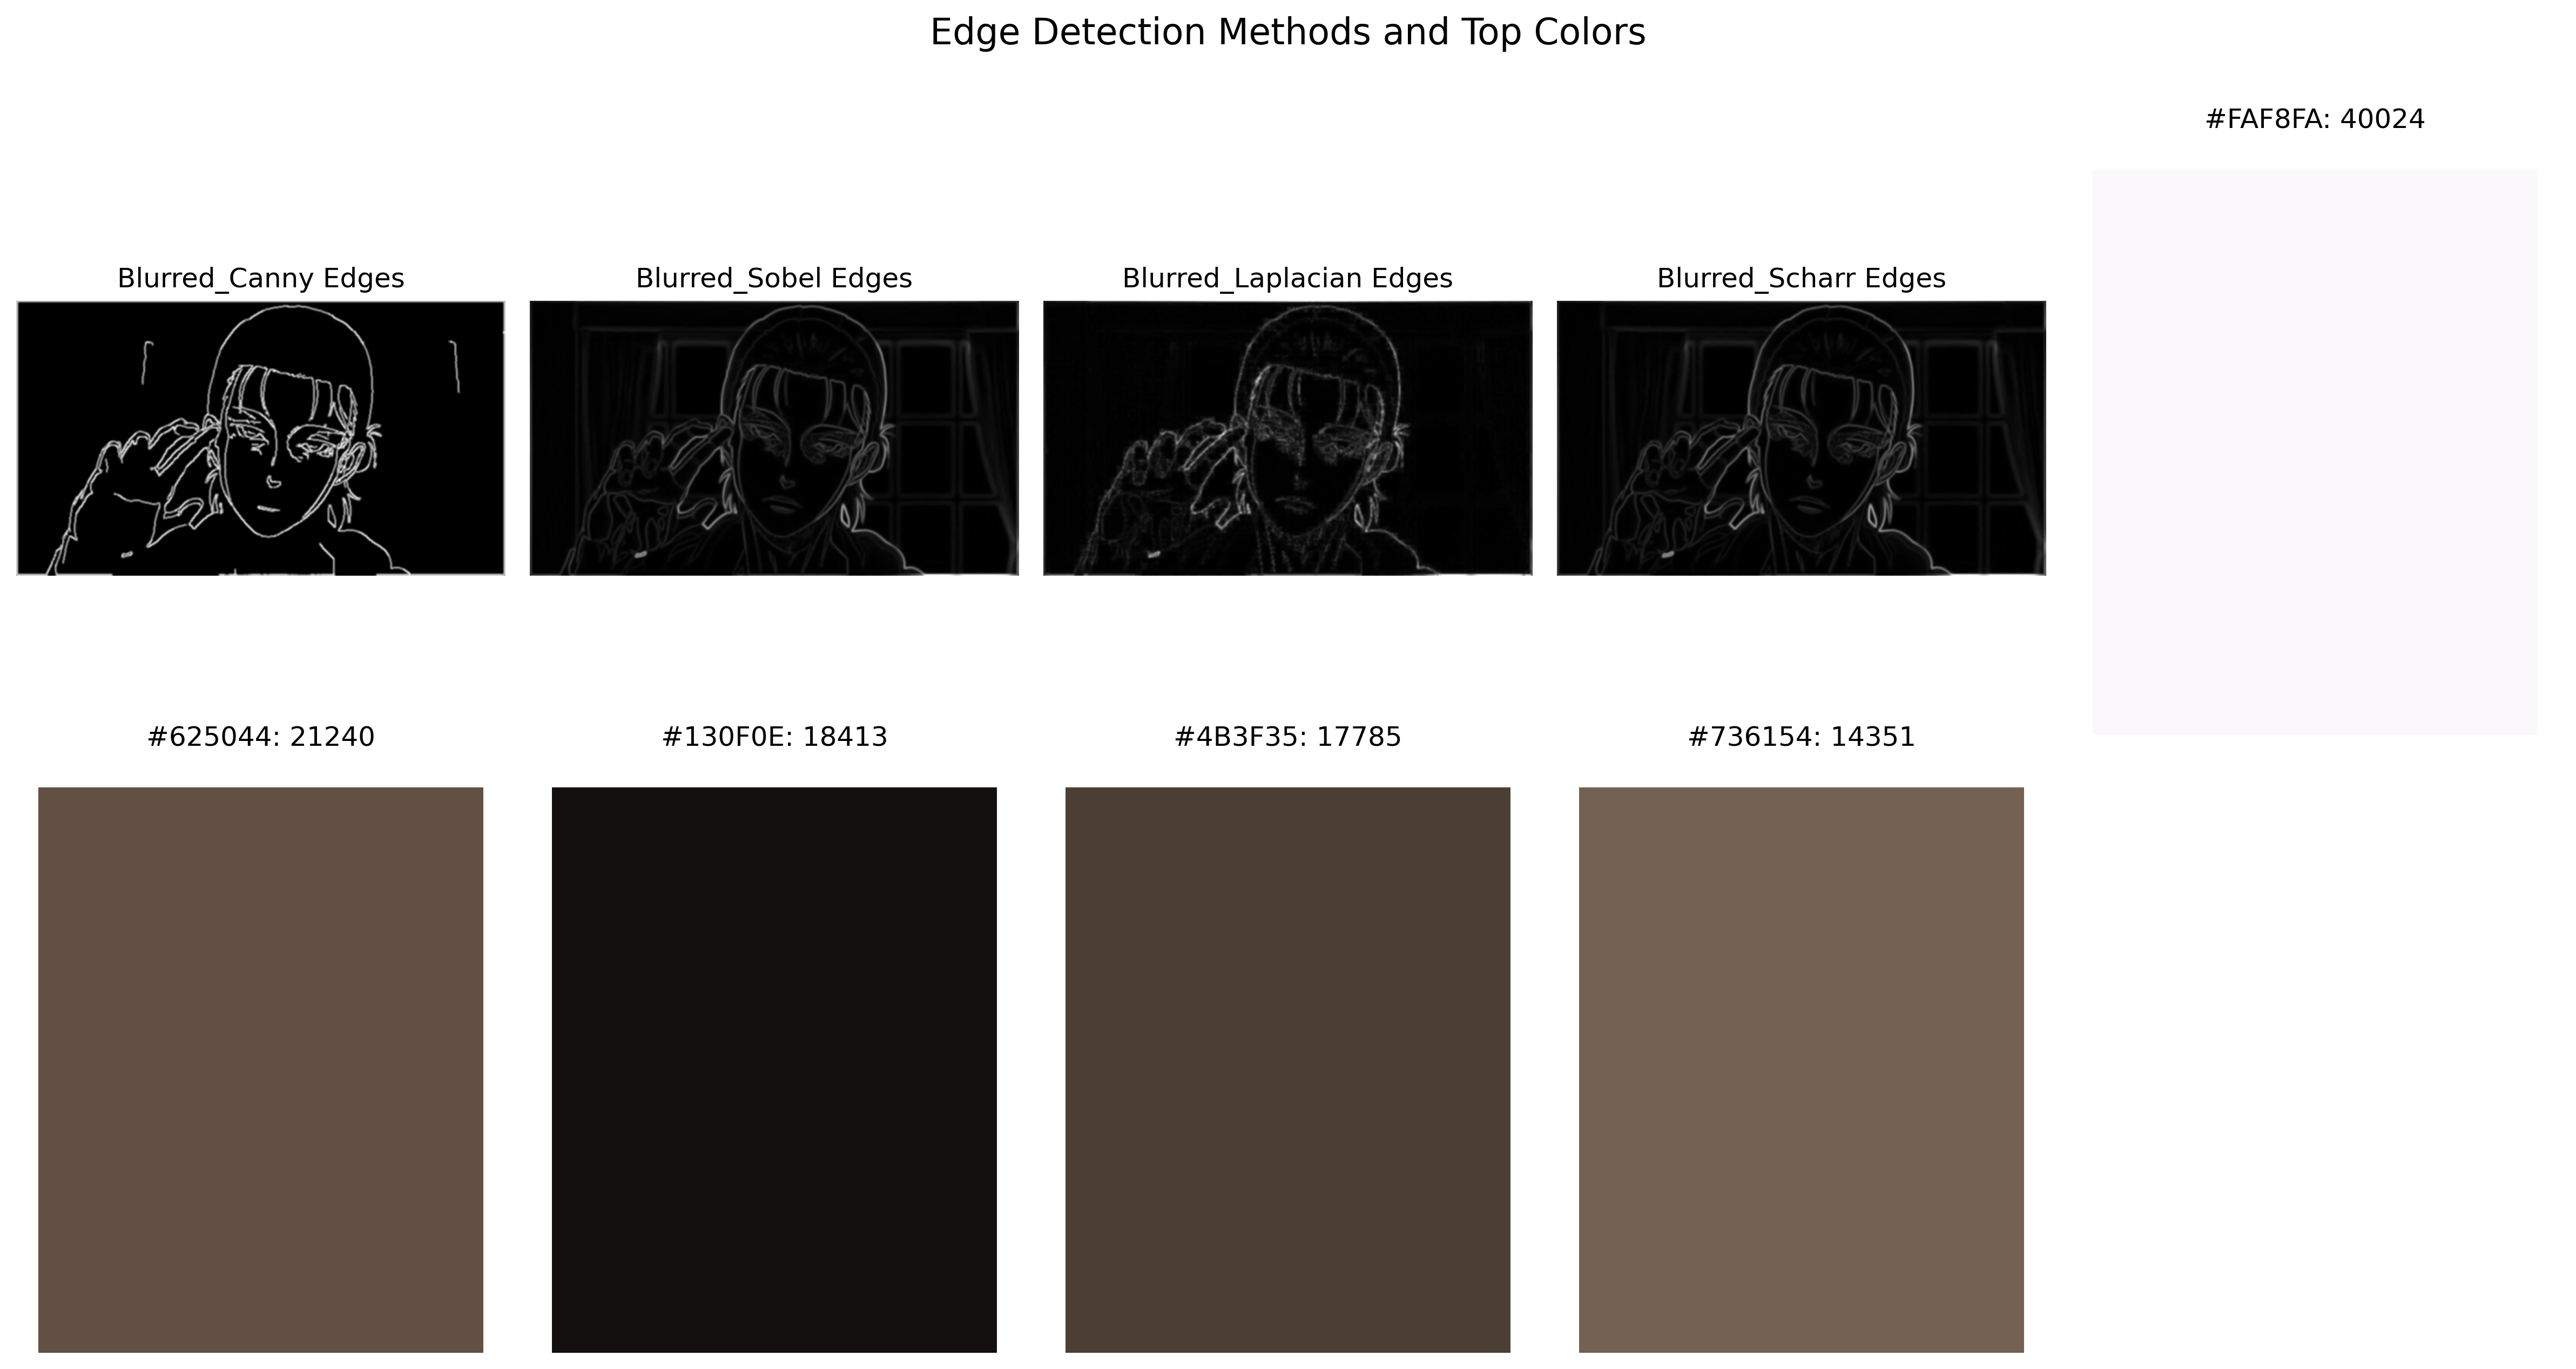 Edge Detection Methods and Top Colors
#FAF8FA: 40024
Blurred_Canny Edges
Blurred_Sobel Edges
Blurred_Laplacian Edges
Blurred_Scharr Edges
#625044: 21240
#130F0E: 18413
#4B3F35: 17785
#736154: 14351